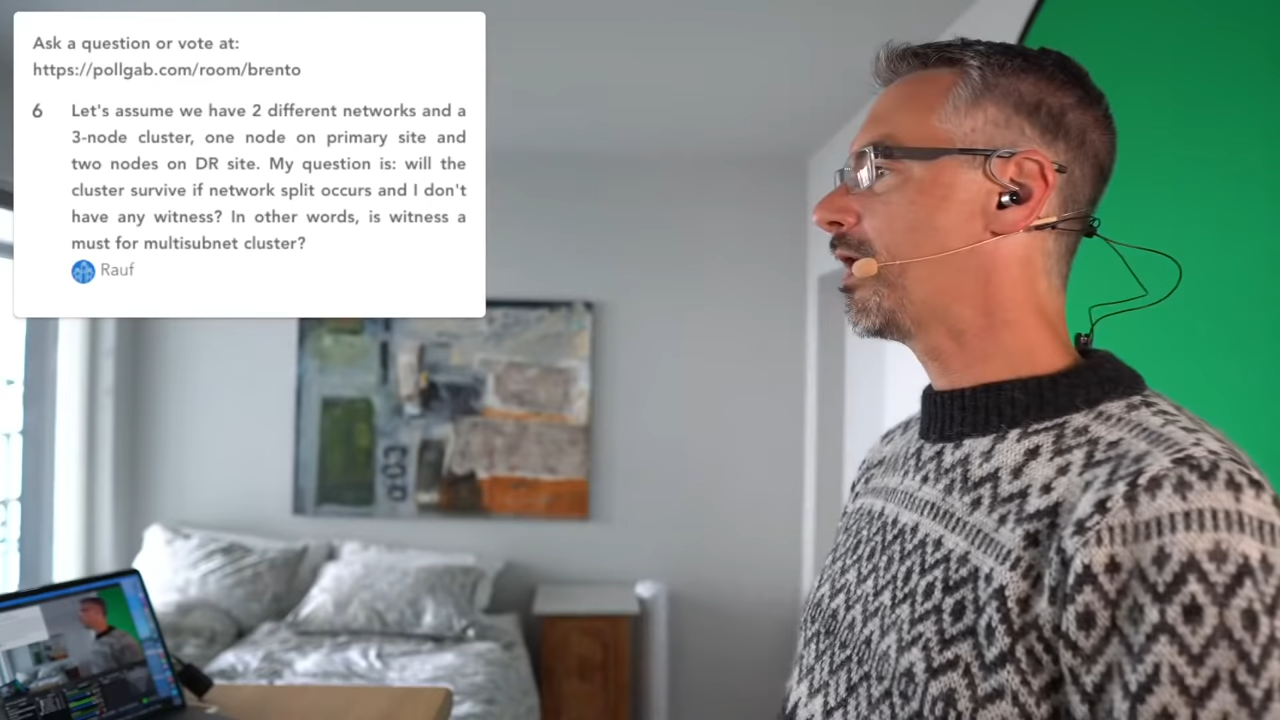 Ask a question or vote at:
https://pollgab.com/room/brento
6 Let's assume we have 2 different networks and a
3-node cluster, one node on primary site and
two nodes on DR site. My question is: will the
cluster survive if network split occurs and I don't
have any witness? In other words, is witness a
must for multisubnet cluster?
Rauf